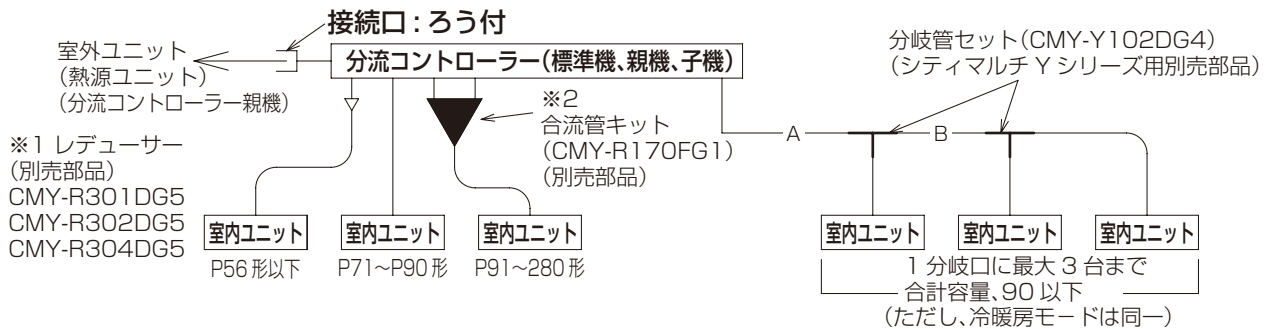 接続口：ろう付
室外ユニット
(熱源ユニット)
(分流コントローラー親機)
分流コントローラー(標準機、親機、子機)
分岐管セット(CMY-Y102DG4)
(シティマルチ Y シリーズ用別売部品)
※1 レデューサー
(別売部品)
CMY-R301DG5
CMY-R302DG5
CMY-R304DG5
※2
合流管キット
(CMY-R170FG1)
(別売部品)
A
B
室内ユニット
P56 形以下
室内ユニット
P71～P90 形
室内ユニット
P91～280 形
室内ユニット
室内ユニット
室内ユニット
1 分岐口に最大 3 台まで
合計容量、90 以下
(ただし、冷暖房モードは同一)